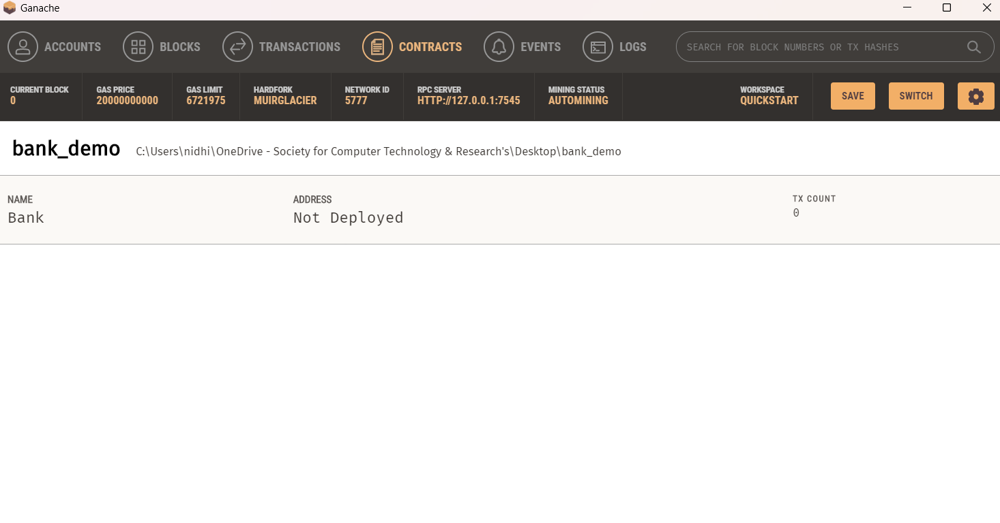 Ganache
ACCOUNTS BLOCKS TRANSACTIONS CONTRACTS EVENTS LOGS SEARCH FOR BLOCK NUMBERS OR TX HASHES
CURRENT BLOCK GAS PRICE GAS LIMIT HARDFORK NETWORK ID RPC SERVER MINING STATUS WORKSPACE
0 20000000000 6721975 MUIRGLACIER 5777 HTTP://127.0.0.1:7545 AUTOMINING QUICKSTART SAVE SWITCH
bank_demo C:\Users\nidhi\OneDrive - Society for Computer Technology & Research's\Desktop\bank_demo
NAME ADDRESS TX COUNT
Bank Not Deployed 0